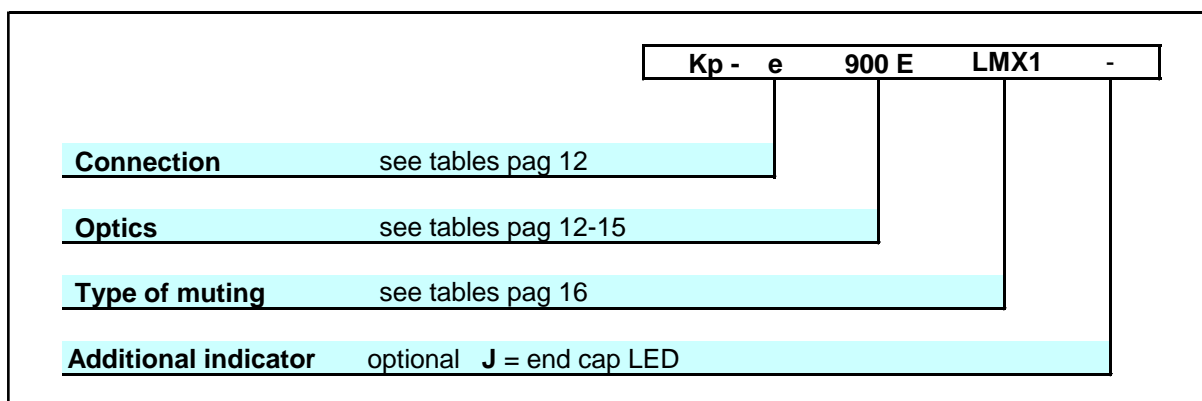 Kp - e 900 E LMX1 -
Connection see tables pag 12
Optics see tables pag 12-15
Type of muting see tables pag 16
Additional indicator optional J = end cap LED